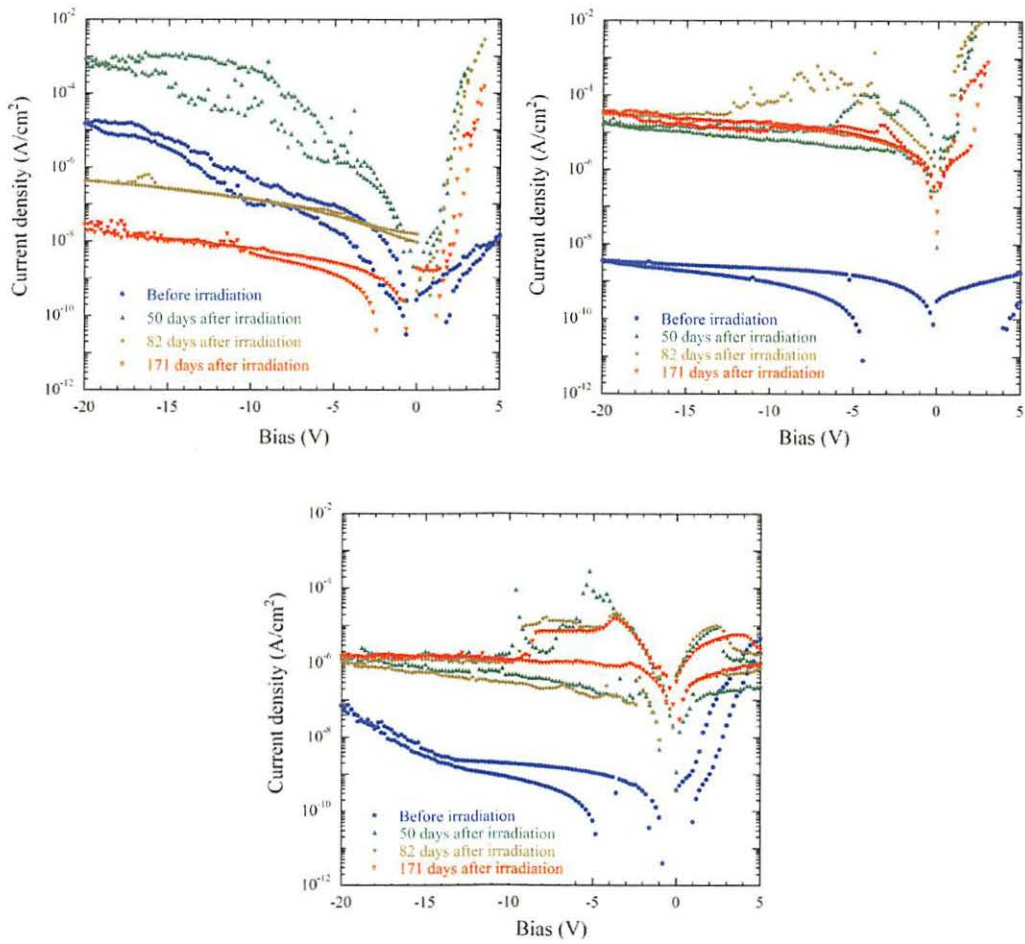 10-2
10-4
10-6
10-8
10-10
10-12
Current density (A/cm2)
Before irradiation
50 days after irradiation
82 days after irradiation
171 days after irradiation
-20 -15 -10 -5 0 5
Bias (V)
10-2
10-4
10-6
10-8
10-10
10-12
Current density (A/cm2)
Before irradiation
50 days after irradiation
82 days after irradiation
171 days after irradiation
-20 -15 -10 -5 0 5
Bias (V)
10-2
10-4
10-6
10-8
10-10
10-12
Current density (A/cm2)
Before irradiation
50 days after irradiation
82 days after irradiation
171 days after irradiation
-20 -15 -10 -5 0 5
Bias (V)